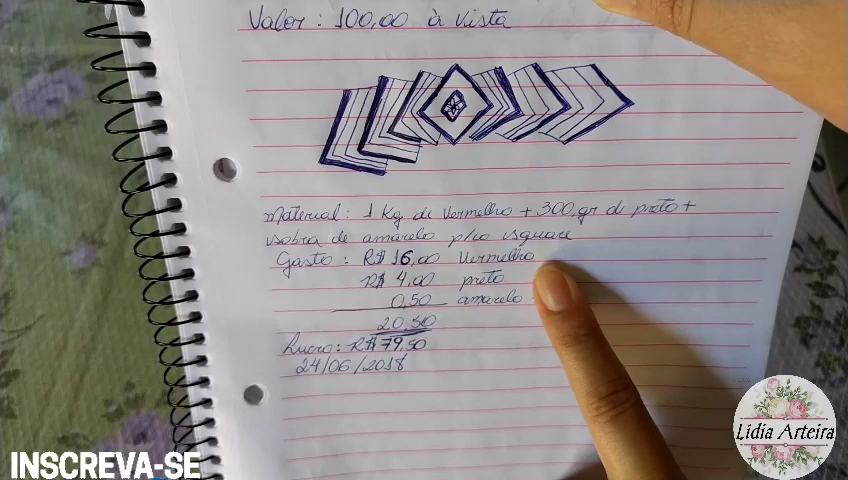 Valor: 100,00 à vista
Material: 1 Kg de vermelho + 300,gr de preto +
sobra de amarelo p/o square
Gasto: R$ 16,00 Vermelho
R$ 4,00 preto
0,50 amarelo
20,50
Lucro: R$ 79,50
24/06/2018
Lidia Arteira
INSCREVA-SE